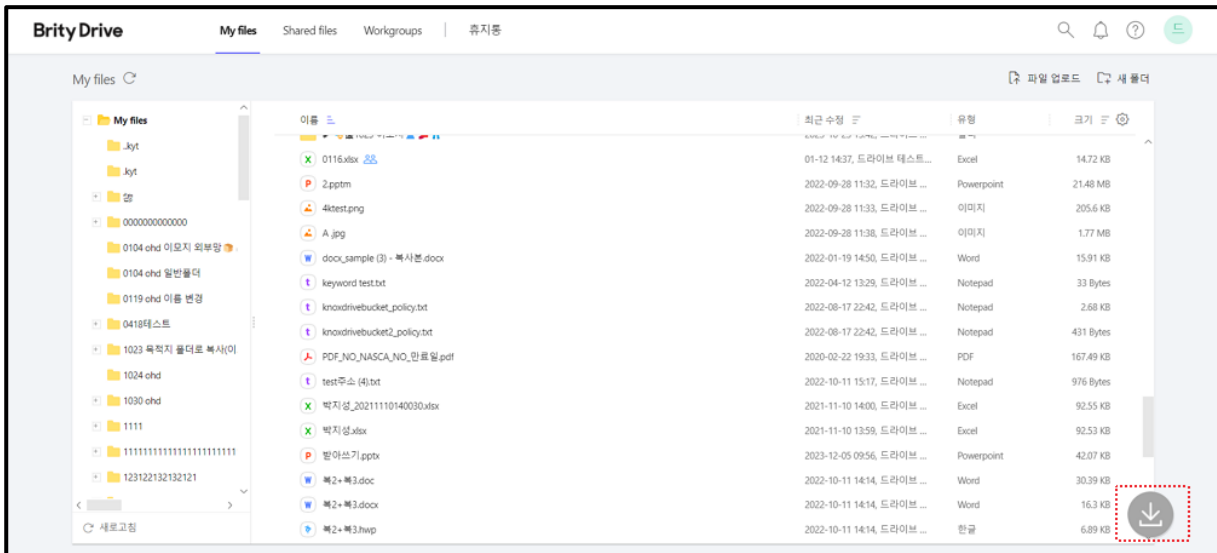 Brity Drive My files Shared files Workgroups 휴지통 드
My files 파일 업로드 새 폴더
My files
.kyt
.kyt
0000000000000
0104 ohd 이모지 외부망
0104 ohd 일반폴더
0119 ohd 이름 변경
0418테스트
1023 목적지 폴더로 복사(이
1024 ohd
1030 ohd
1111
123122132132121
새로고침
이름 최근 수정 유형 크기
0116.xlsx 01-12 14:37, 드라이브 테스트... Excel 14.72 KB
2.pptm 2022-09-28 11:32, 드라이브 ... Powerpoint 21.48 MB
4ktest.png 2022-09-28 11:33, 드라이브 ... 이미지 205.6 KB
A .jpg 2022-09-28 11:38, 드라이브 ... 이미지 1.77 MB
docx_sample (3) - 복사본.docx 2022-01-19 14:50, 드라이브 ... Word 15.91 KB
keyword test.txt 2022-04-12 13:29, 드라이브 ... Notepad 33 Bytes
knoxdrivebucket_policy.txt 2022-08-17 22:42, 드라이브 ... Notepad 2.68 KB
knoxdrivebucket2_policy.txt 2022-08-17 22:42, 드라이브 ... Notepad 431 Bytes
PDF_NO_NASCA_NO_만료일.pdf 2020-02-22 19:33, 드라이브 ... PDF 167.49 KB
test주소 (4).txt 2022-10-11 15:17, 드라이브 ... Notepad 976 Bytes
박지성_20211110140030.xlsx 2021-11-10 14:00, 드라이브 ... Excel 92.55 KB
박지성.xlsx 2021-11-10 13:59, 드라이브 ... Excel 92.53 KB
받아쓰기.pptx 2023-12-05 09:56, 드라이브 ... Powerpoint 42.07 KB
복2+복3.doc 2022-10-11 14:14, 드라이브 ... Word 30.39 KB
복2+복3.docx 2022-10-11 14:14, 드라이브 ... Word 16.3 KB
복2+복3.hwp 2022-10-11 14:14, 드라이브 ... 한글 6.89 KB